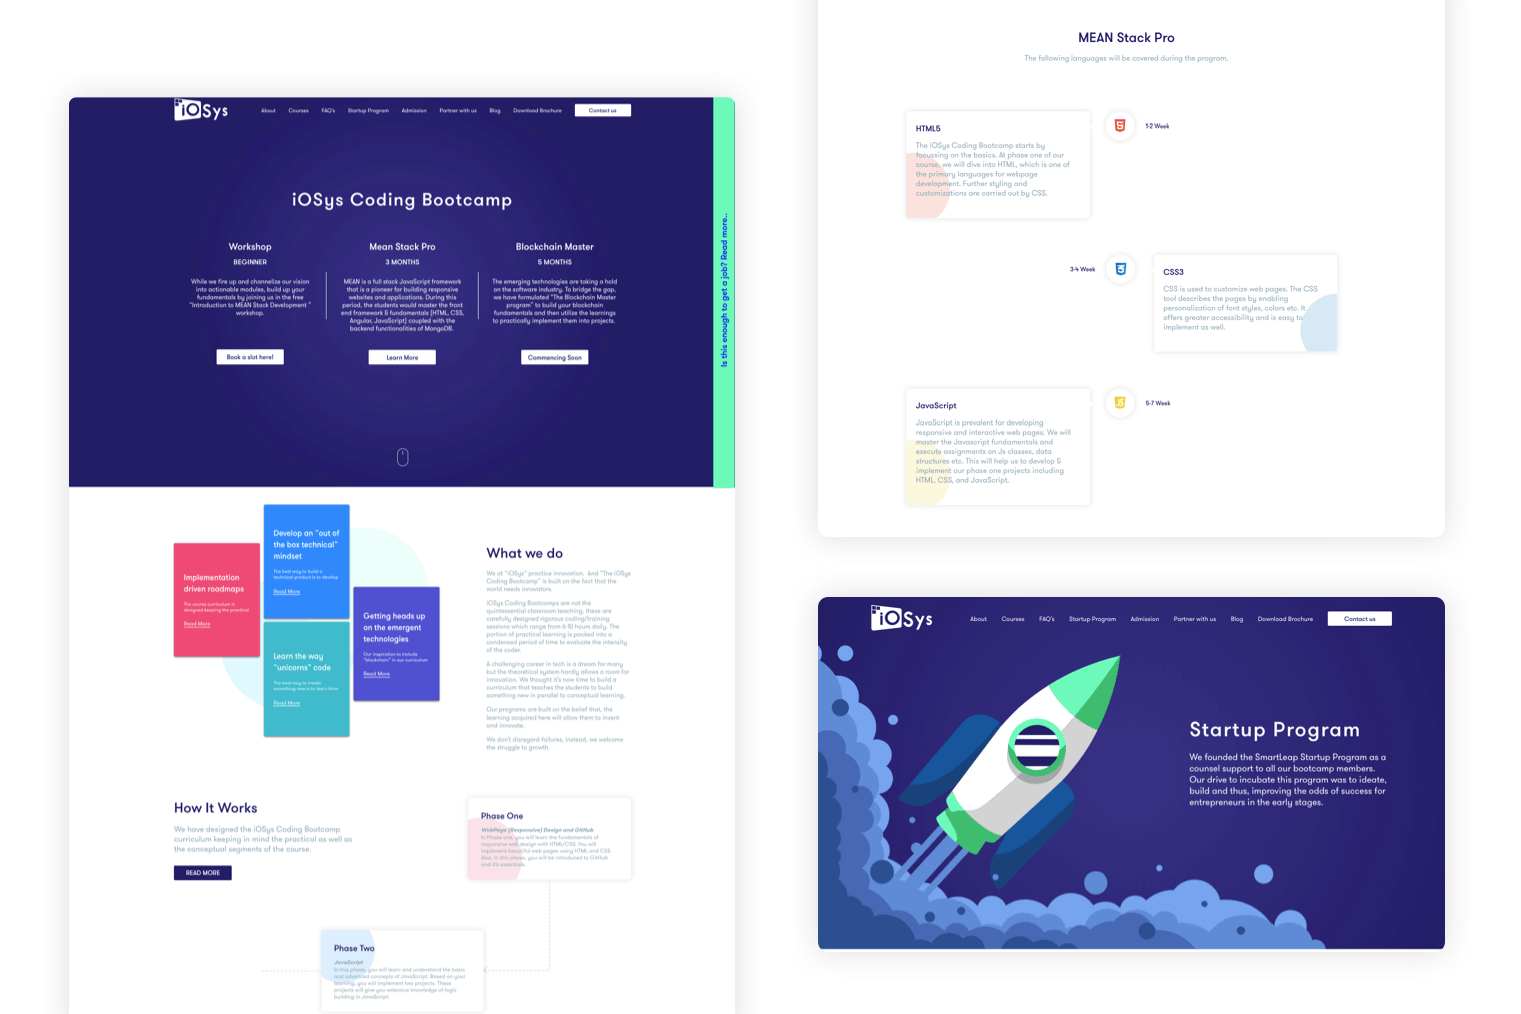 iOSys
About Courses FAQ's Startup Program Admission Partner with us Blog Download Brochure Contact us
iOSys Coding Bootcamp
Workshop
BEGINNER
While we fire up and channelize our vision
into actionable modules, build up your
fundamentals by joining us in the free
"Introduction to MEAN Stack Development "
workshop.
Book a slot here!
Mean Stack Pro
3 MONTHS
MEAN is a full stack JavaScript framework
that is a pioneer for building responsive
websites and applications. During this
period, the students would master the front
end framework & fundamentals (HTML, CSS,
Angular, JavaScript) coupled with the
backend functionalities of MongoDB.
Learn More
Blockchain Master
5 MONTHS
The emerging technologies are taking a hold
on the software industry. To bridge the gap,
we have formulated "The Blockchain Master
program" to build your blockchain
fundamentals and then utilize the learnings
to practically implement them into projects.
Commencing Soon
Is this enough to get a job? Read more..
Implementation
driven roadmaps
The course curriculum is
designed keeping the practical
Read More
Develop an "out of
the box technical"
mindset
The best way to build a
technical product is to develop
Read More
Learn the way
"unicorns" code
The best way to create
something new is to learn from
Read More
Getting heads up
on the emergent
technologies
Our inspiration to include
"blockchain" in our curriculum
Read More
What we do
We at "iOSys" practice innovation. And "The iOSys
Coding Bootcamp" is built on the fact that the
world needs innovators.
iOSys Coding Bootcamps are not the
quintessential classroom teaching, these are
carefully designed rigorous coding/training
sessions which range from 6-10 hours daily. The
portion of practical learning is packed into a
condensed period of time to evaluate the intensity
of the coder.
A challenging career in tech is a dream for many
but the theoretical system hardly allows a room for
innovation. We thought it's now time to build a
curriculum that teaches the students to build
something new in parallel to conceptual learning.
Our programs are built on the belief that, the
learning acquired here will allow them to invent
and innovate.
We don't disregard failures, instead, we welcome
the struggle to growth.
How It Works
We have designed the iOSys Coding Bootcamp
curriculum keeping in mind the practical as well as
the conceptual segments of the course.
READ MORE
Phase One
WebPage (Responsive) Design and GitHub
In Phase one, you will learn the fundamentals of
responsive web design with HTML/CSS. You will
implement beautiful web pages using HTML and CSS.
Also, in this phase, you will be introduced to GitHub
and it's essentials.
Phase Two
JavaScript
In this phase, you will learn and understand the basic
and advanced concepts of JavaScript. Based on your
learning, you will implement two projects. These
projects will give you extensive knowledge of logic
building in JavaScript.
MEAN Stack Pro
The following languages will be covered during the program.
HTML5
The iOSys Coding Bootcamp starts by
focussing on the basics. At phase one of our
course, we will dive into HTML, which is one of
the primary languages for webpage
development. Further styling and
customizations are carried out by CSS.
1-2 Week
3-4 Week
CSS3
CSS is used to customize web pages. The CSS
tool describes the pages by enabling
personalization of font styles, colors etc. It
offers greater accessibility and is easy to
implement as well.
JavaScript
JavaScript is prevalent for developing
responsive and interactive web pages. We will
master the Javascript fundamentals and
execute assignments on Js classes, data
structures etc. This will help us to develop &
implement our phase one projects including
HTML, CSS, and JavaScript.
JS
5-7 Week
iOSys
About Courses FAQ's Startup Program Admission Partner with us Blog Download Brochure Contact us
Startup Program
We founded the SmartLeap Startup Program as a
counsel support to all our bootcamp members.
Our drive to incubate this program was to ideate,
build and thus, improving the odds of success for
entrepreneurs in the early stages.